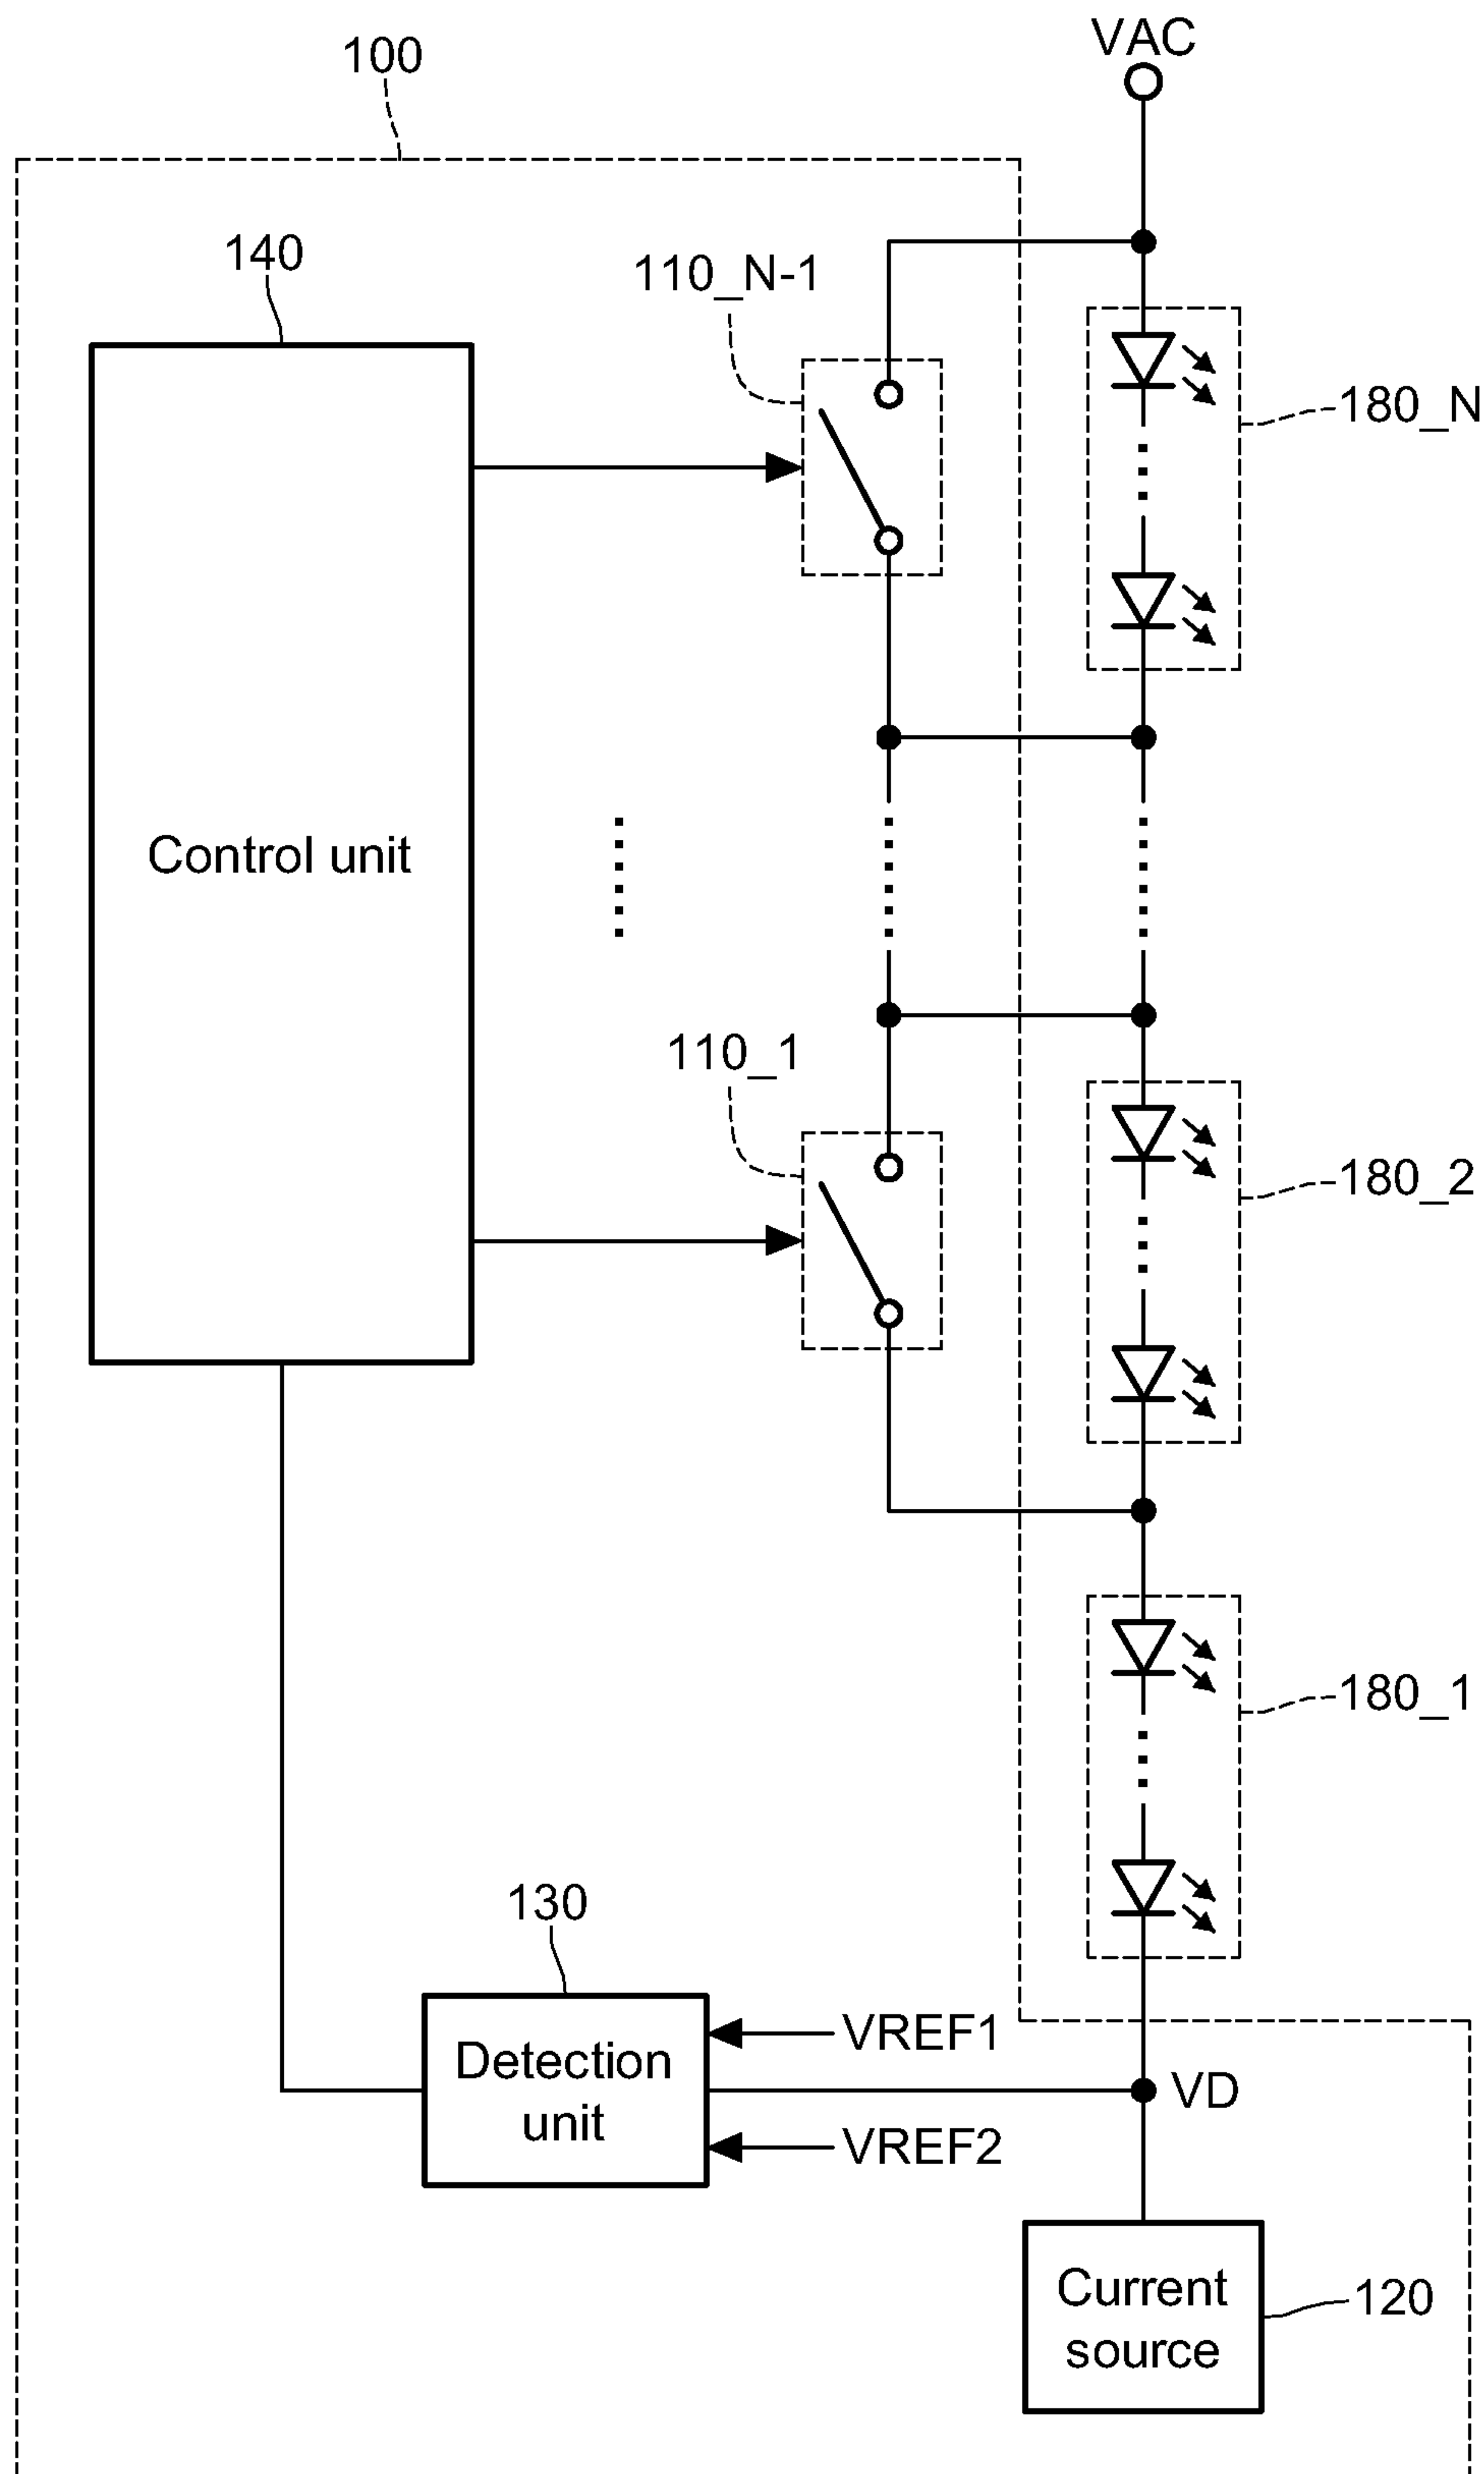 VAC
100
140
110_N-1
180_N
Control unit
110_1
180_2
180_1
130
Detection
unit
VREF1
VD
VREF2
Current
source
120